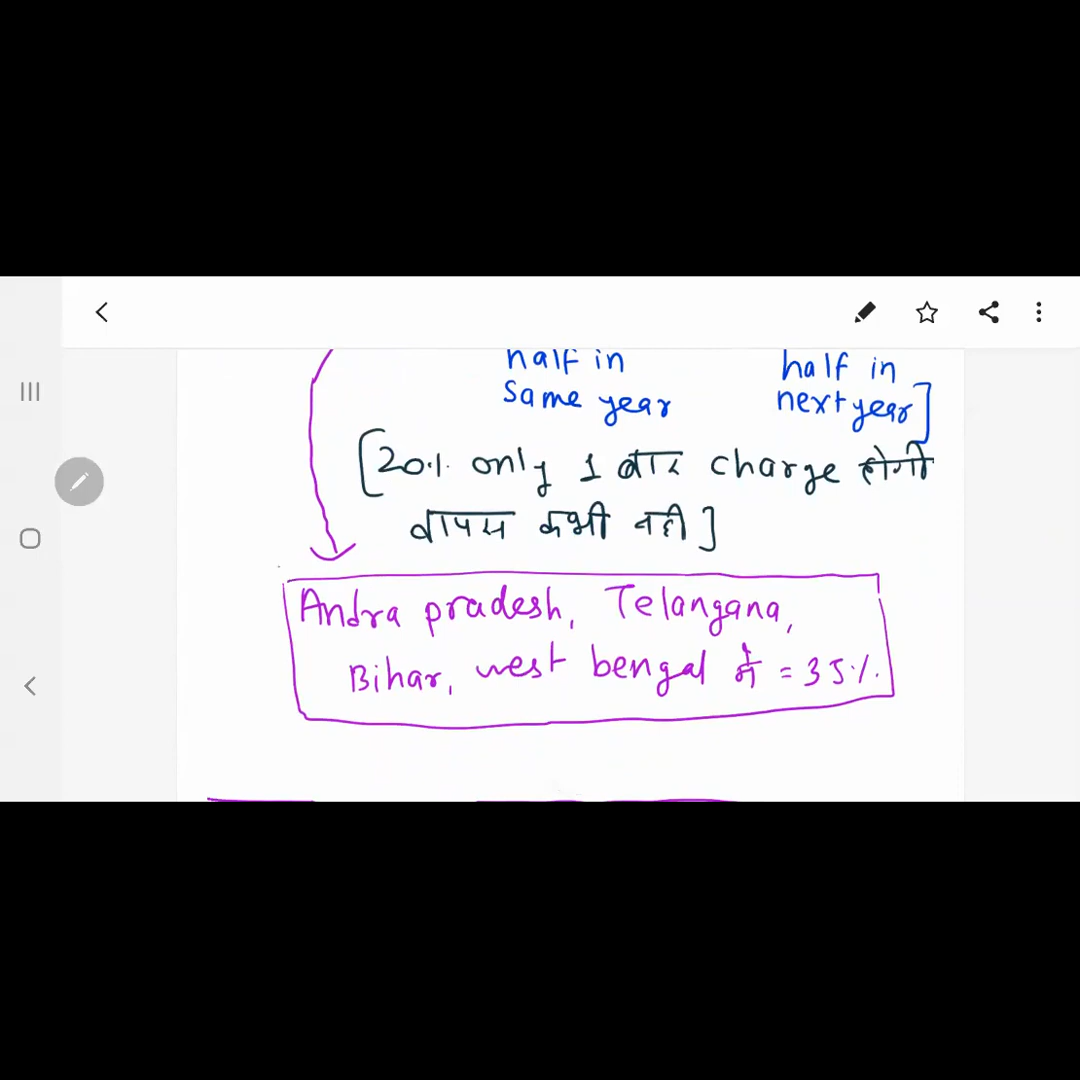 half in half in
same year next year]
[20% only 1 बार charge होगी
वापस कभी नही]
Andra pradesh, Telangana,
Bihar, west bengal में = 35%.